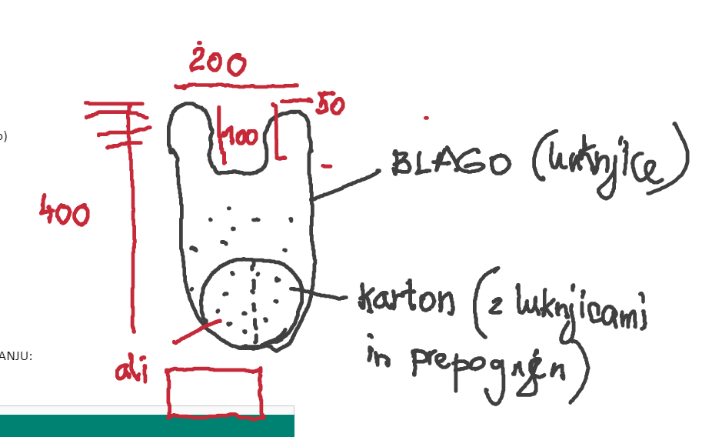 200
50
100
BLAGO (luknjice)
400
karton (z luknjicami
in prepognjen)
ANJU:
ali